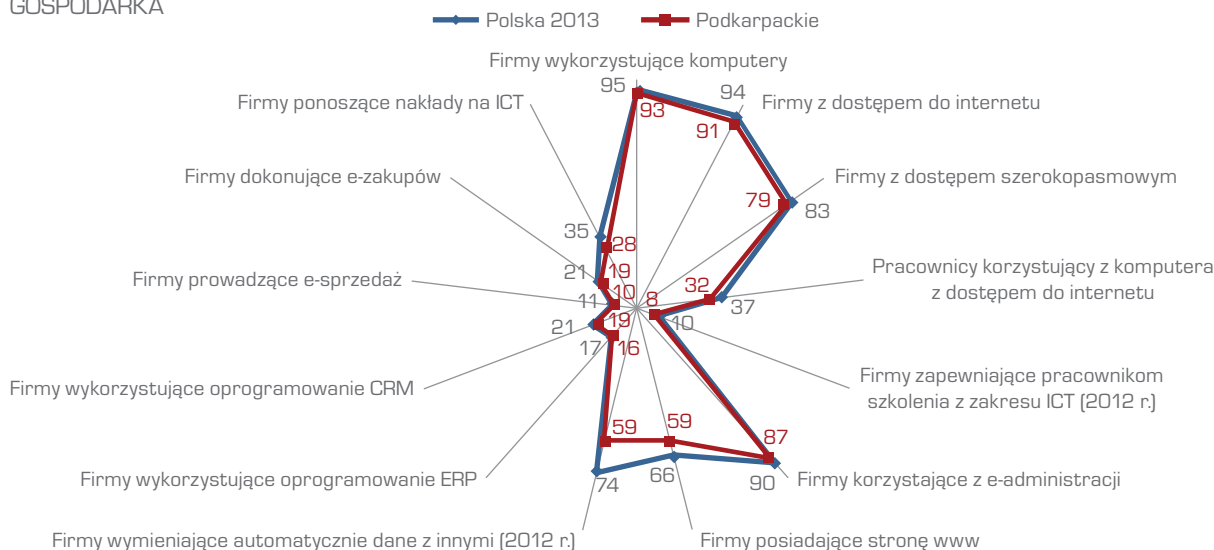 GOSPODARKA
Polska 2013
Podkarpackie
Firmy wykorzystujące komputery
95
93
94
91
Firmy z dostępem do internetu
Firmy ponoszące nakłady na ICT
Firmy dokonujące e-zakupów
Firmy z dostępem szerokopasmowym
79
83
35
28
Firmy prowadzące e-sprzedaż
21
19
11
10
Pracownicy korzystujący z komputera
z dostępem do internetu
32
37
8
10
21
19
17
16
Firmy wykorzystujące oprogramowanie CRM
Firmy zapewniające pracownikom
szkolenia z zakresu ICT (2012 r.)
59
59
87
74
66
90
Firmy wykorzystujące oprogramowanie ERP
Firmy korzystające z e-administracji
Firmy wymieniające automatycznie dane z innymi (2012 r.)
Firmy posiadające stronę www